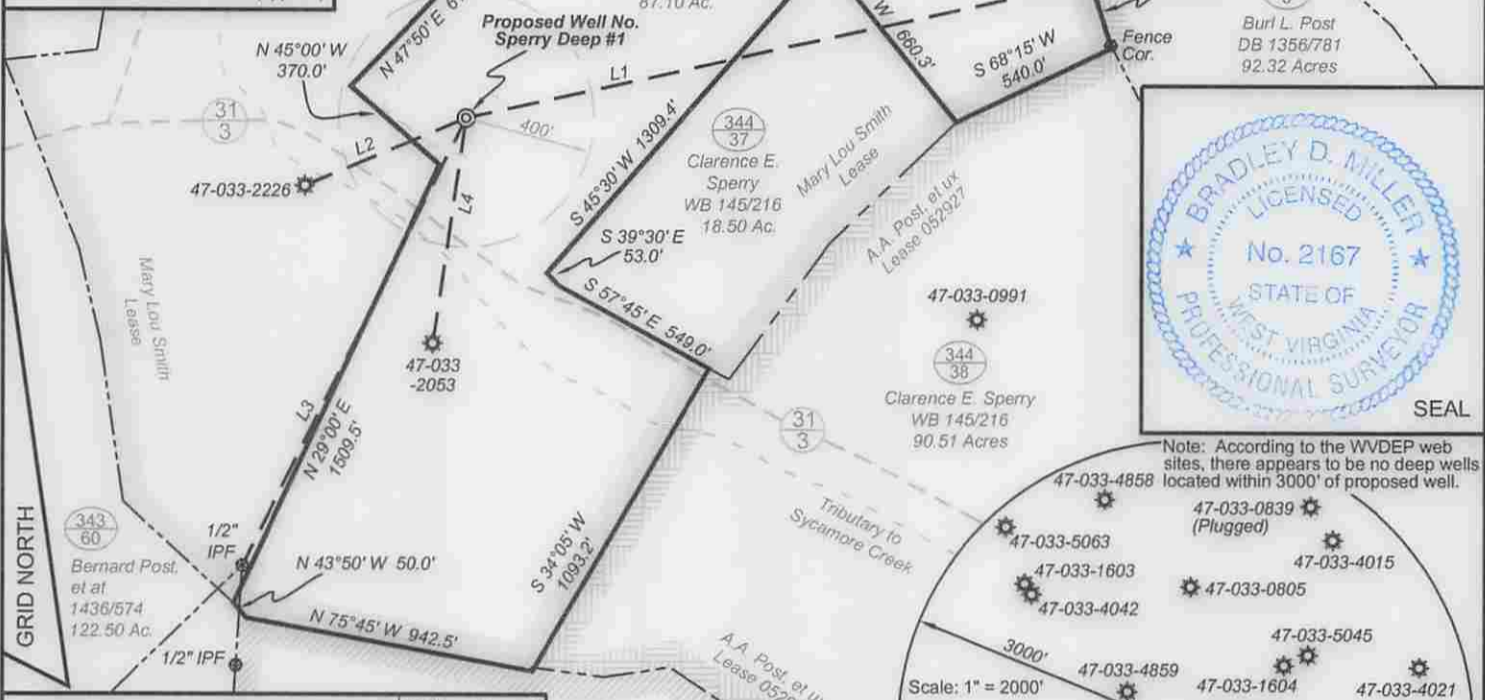 67.10 Ac.
Proposed Well No.
Sperry Deep #1
N 45°00' W
370.0'
N 47°50' E
L1
W 660.3'
S 68°15' W
540.0'
Fence
Cor.
Burl L. Post
DB 1356/781
92.32 Acres
31
3
L2
400'
47-033-2226
L4
S 45°30' W 1309.4'
344
37
Clarence E.
Sperry
WB 145/216
18.50 Ac.
Mary Lou Smith
Lease
A.A. Post, et ux
Lease 052927
S 39°30' E
53.0'
S 57°45' E 549.0'
Mary Lou Smith
Lease
47-033
-2053
47-033-0991
344
38
Clarence E. Sperry
WB 145/216
90.51 Acres
31
3
BRADLEY D. MILLER
LICENSED
No. 2167
STATE OF
WEST VIRGINIA
PROFESSIONAL SURVEYOR
SEAL
L3
N 29°00' E
1509.5'
GRID NORTH
343
60
Bernard Post,
et at
1436/574
122.50 Ac.
1/2"
IPF
N 43°50' W 50.0'
1/2" IPF
N 75°45' W 942.5'
S 34°05' W
1093.2'
Tributary to
Sycamore Creek
A.A. Post, et ux
Lease
Note: According to the WVDEP web
sites, there appears to be no deep wells
located within 3000' of proposed well.
47-033-4858
47-033-0839
(Plugged)
47-033-5063
47-033-4015
47-033-1603
47-033-4042
47-033-0805
47-033-5045
3000'
47-033-4859
47-033-1604
47-033-4021
Scale: 1" = 2000'